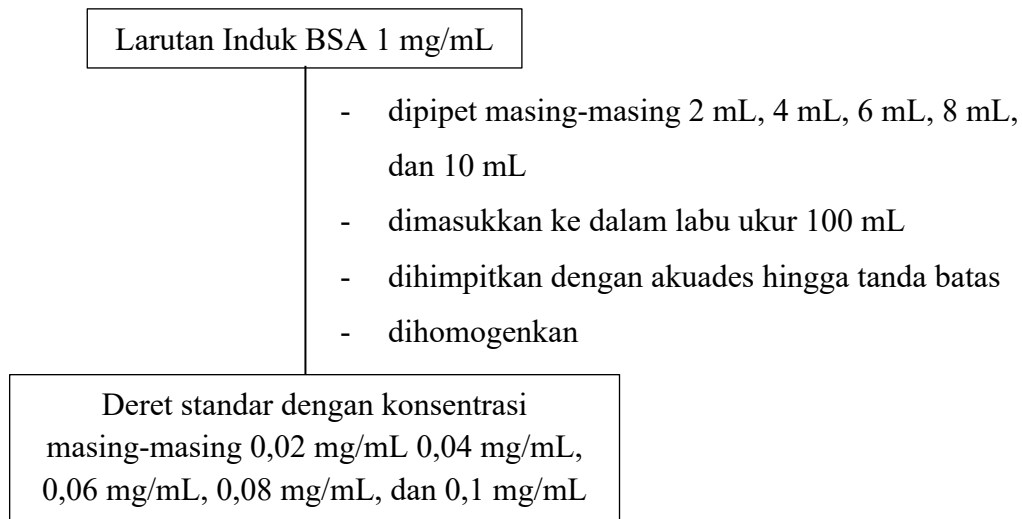 Larutan Induk BSA 1 mg/mL
- dipipet masing-masing 2 mL, 4 mL, 6 mL, 8 mL,
dan 10 mL
- dimasukkan ke dalam labu ukur 100 mL
- dihimpitkan dengan akuades hingga tanda batas
- dihomogenkan
Deret standar dengan konsentrasi
masing-masing 0,02 mg/mL 0,04 mg/mL,
0,06 mg/mL, 0,08 mg/mL, dan 0,1 mg/mL